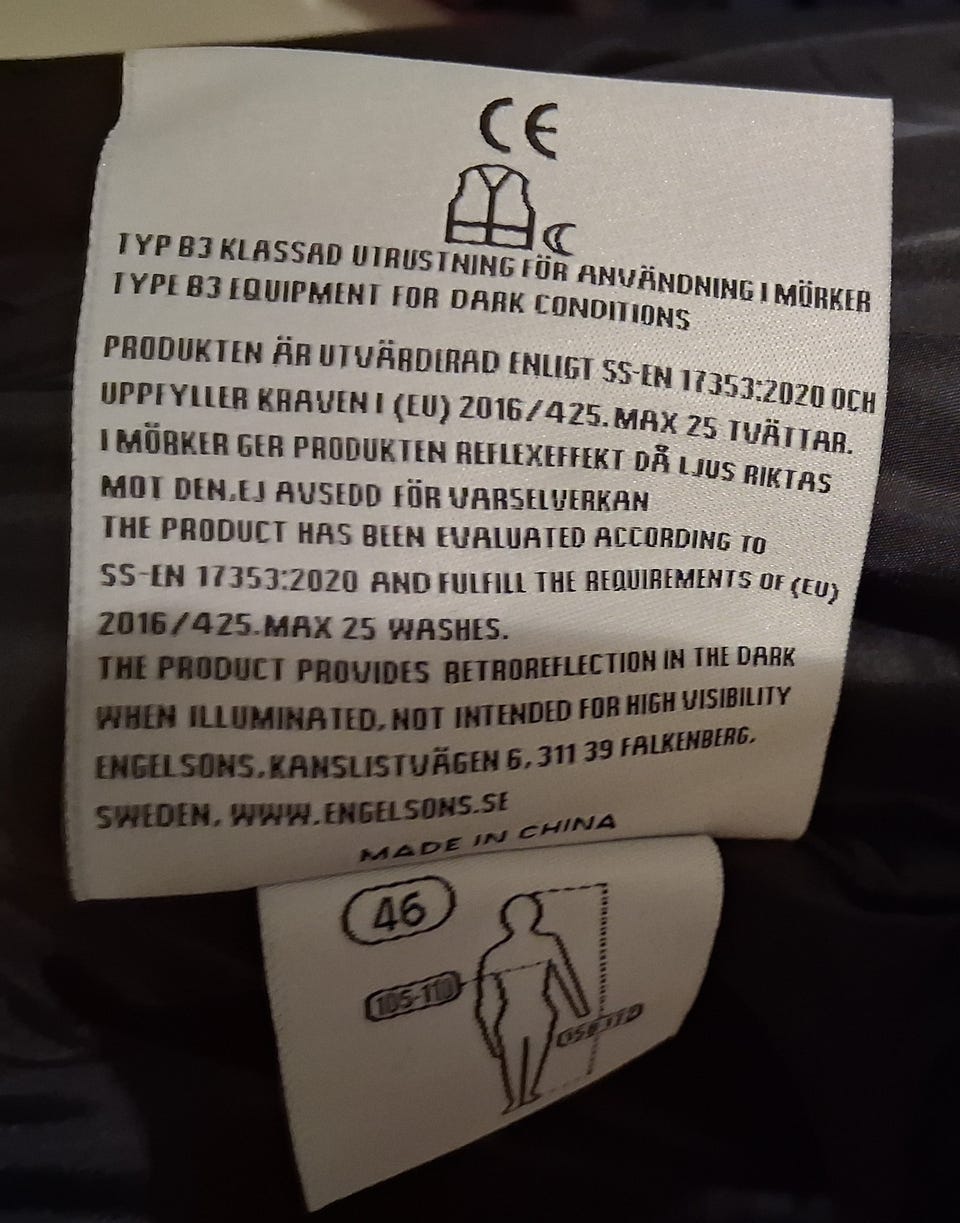 CE
TYP B3 KLASSAD UTRUSTNING FÖR ANVÄNDNING I MÖRKER
TYPE B3 EQUIPMENT FOR DARK CONDITIONS
PRODUKTEN ÄR UTVÄRDIRAD ENLIGT SS-EN 17353:2020 OCH
UPPFYLLER KRAVEN I (EU) 2016/425. MAX 25 TVÄTTAR.
I MÖRKER GER PRODUKTEN REFLEXEFFEKT DÅ LJUS RIKTAS
MOT DEN.EJ AVSEDD FÖR VARSELVERKAN
THE PRODUCT HAS BEEN EVALUATED ACCORDING TO
SS-EN 17353:2020 AND FULFILL THE REQUIREMENTS OF (EU)
2016/425.MAX 25 WASHES.
THE PRODUCT PROVIDES RETROREFLECTION IN THE DARK
WHEN ILLUMINATED. NOT INTENDED FOR HIGH VISIBILITY
ENGELSONS.KANSLISTVÄGEN 6, 311 39 FALKENBERG.
SWEDEN. WWW.ENGELSONS.SE
MADE IN CHINA
46
105-110